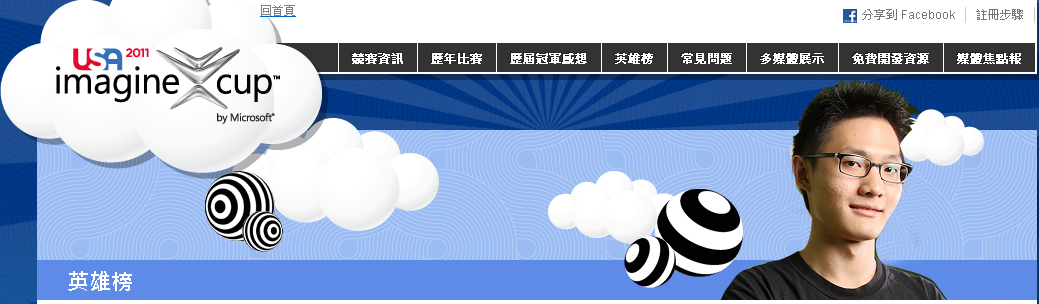 回首頁
分享到 Facebook
註冊步驟
USA 2011
imagine cup™
by Microsoft®
競賽資訊
歷年比賽
歷屆冠軍感想
英雄榜
常見問題
多媒體展示
免費開發資源
媒體焦點報
英雄榜